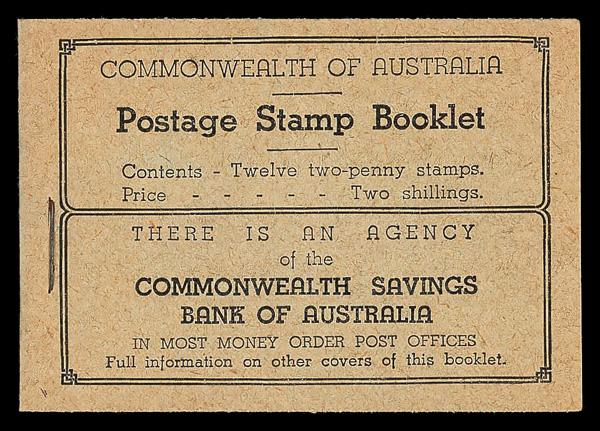 COMMONWEALTH OF AUSTRALIA
Postage Stamp Booklet
Contents - Twelve two-penny stamps.
Price - - - - - Two shillings.
THERE IS AN AGENCY
of the
COMMONWEALTH SAVINGS
BANK OF AUSTRALIA
IN MOST MONEY ORDER POST OFFICES
Full information on other covers of this booklet.